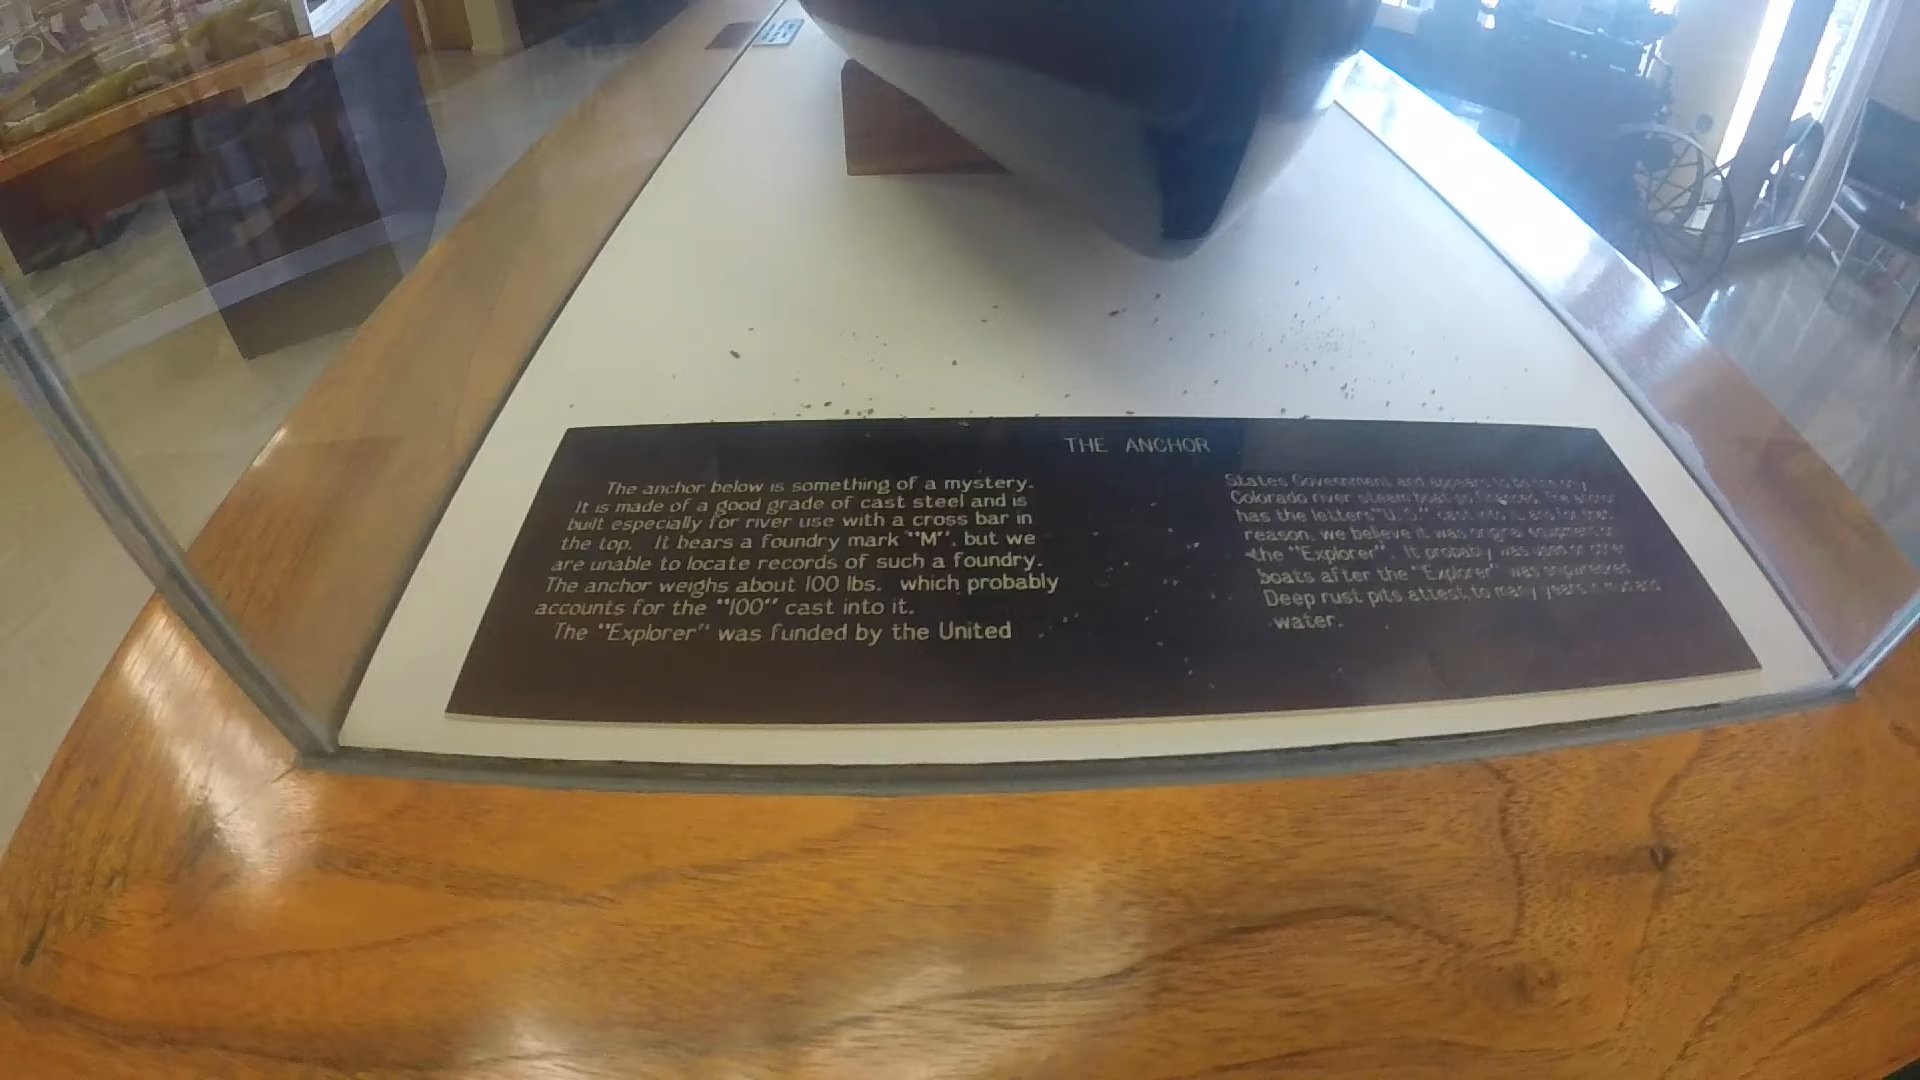 THE ANCHOR
The anchor below is something of a mystery.
It is made of a good grade of cast steel and is
built especially for river use with a cross bar in
the top. It bears a foundry mark "M", but we
are unable to locate records of such a foundry.
The anchor weighs about 100 lbs. which probably
accounts for the "100" cast into it.
The "Explorer" was funded by the United
States Government and appears to be the only
Colorado river steam boat so financed. The anchor
has the letters "U.S." cast into it, and for that
reason, we believe it was original equipment of
the "Explorer". It probably was used on other
boats after the "Explorer" was
Deep rust pits attest to many years in mud and
water.